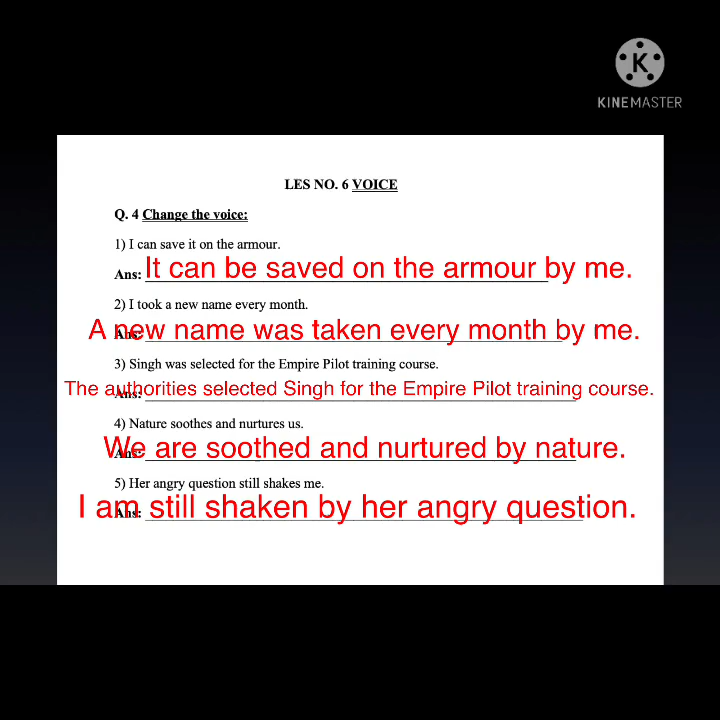 K
KINEMASTER
LES NO. 6 VOICE
Q. 4 Change the voice:
1) I can save it on the armour.
Ans: It can be saved on the armour by me.
2) I took a new name every month.
Ans: A new name was taken every month by me.
3) Singh was selected for the Empire Pilot training course.
Ans: The authorities selected Singh for the Empire Pilot training course.
4) Nature soothes and nurtures us.
Ans: We are soothed and nurtured by nature.
5) Her angry question still shakes me.
Ans: I am still shaken by her angry question.